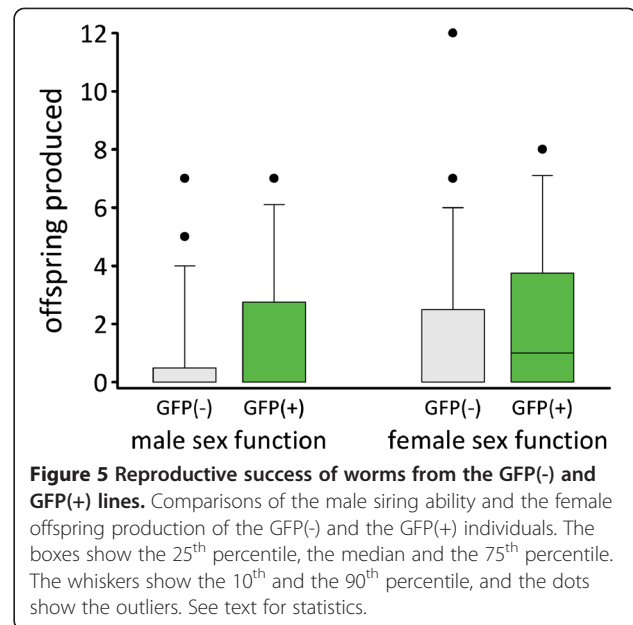 12
10
8
6
4
2
0
offspring produced
GFP(-) GFP(+) GFP(-) GFP(+)
male sex function female sex function
Figure 5 Reproductive success of worms from the GFP(-) and
GFP(+) lines. Comparisons of the male siring ability and the female
offspring production of the GFP(-) and the GFP(+) individuals. The
boxes show the 25th percentile, the median and the 75th percentile.
The whiskers show the 10th and the 90th percentile, and the dots
show the outliers. See text for statistics.